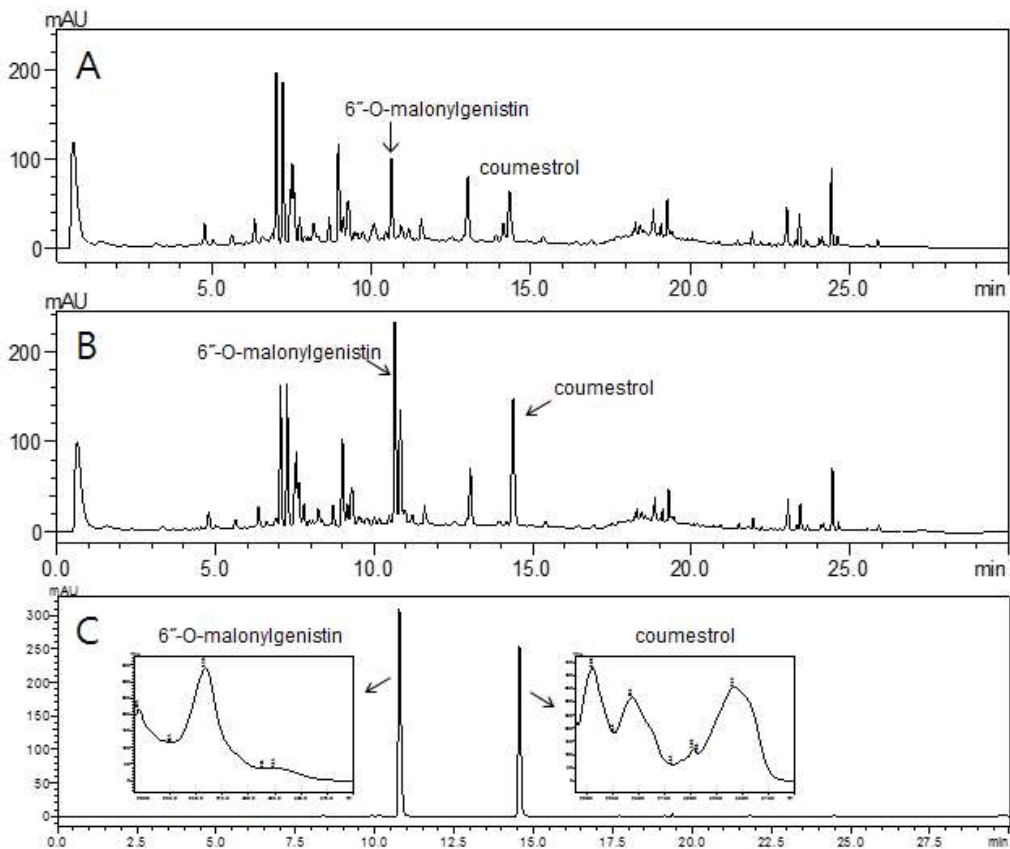 mAU
A
200
6″-O-malonylgenistin
coumestrol
100
0
5.0 10.0 15.0 20.0 25.0 min
mAU
B
200
6″-O-malonylgenistin
coumestrol
100
0
0.0 5.0 10.0 15.0 20.0 25.0 min
mAU
C
300
6″-O-malonylgenistin coumestrol
250
200
150
100
50
0
0.0 2.5 5.0 7.5 10.0 12.5 15.0 17.5 20.0 22.5 25.0 27.5 min